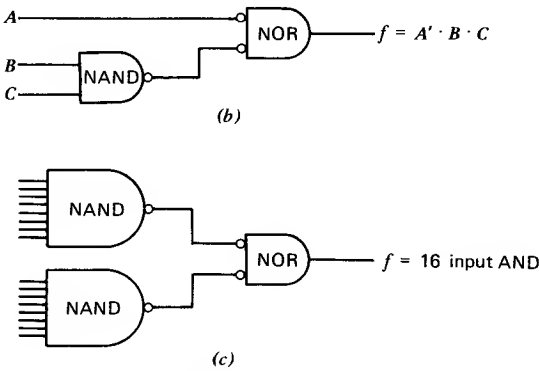 A
NOR
f = A' · B · C
B
NAND
C
(b)
NAND
NOR
f = 16 input AND
NAND
(c)